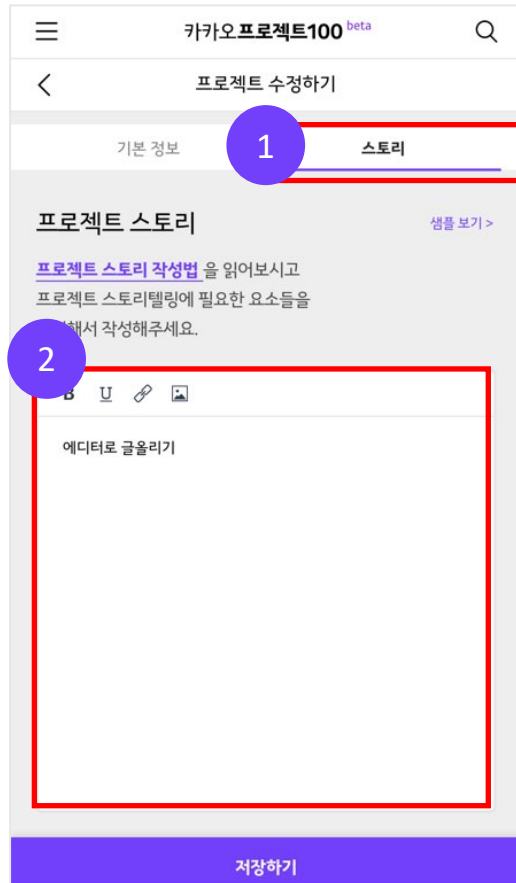 카카오프로젝트100 beta
프로젝트 수정하기
기본 정보
1
스토리
프로젝트 스토리
샘플 보기 >
프로젝트 스토리 작성법 을 읽어보시고
프로젝트 스토리텔링에 필요한 요소들을
해서 작성해주세요.
2
B U
에디터로 글올리기
저장하기